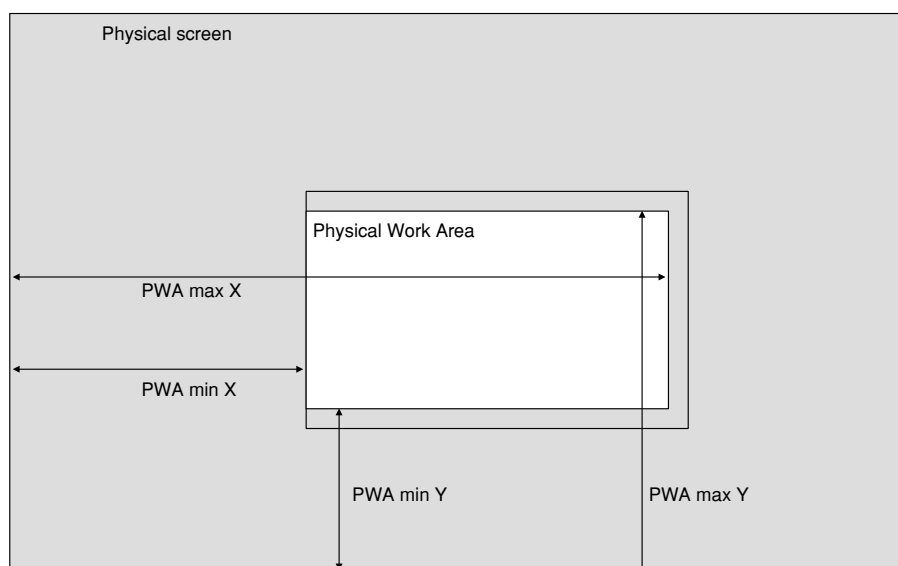 Physical screen
Physical Work Area
PWA max X
PWA min X
PWA min Y
PWA max Y